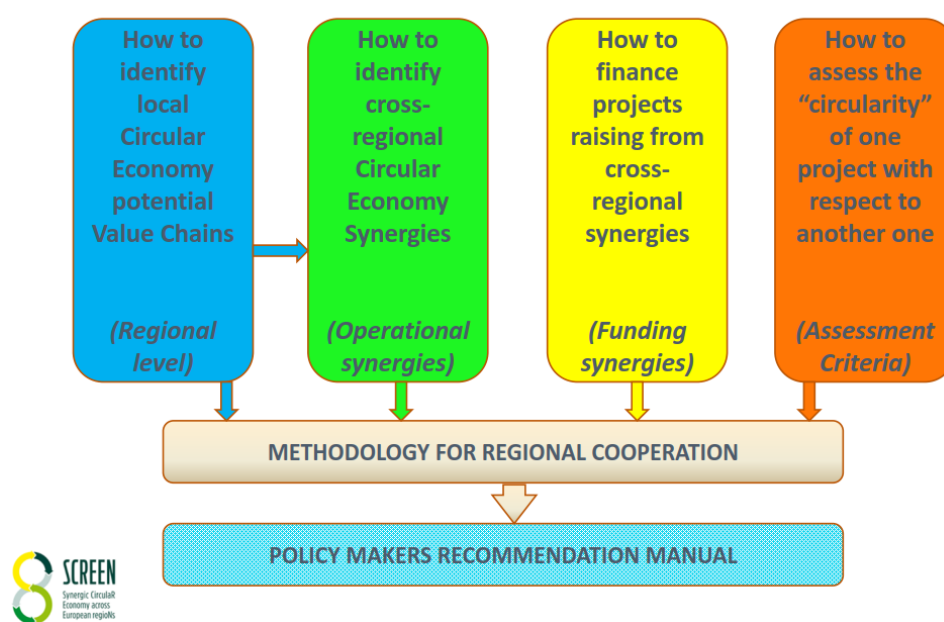 How to
identify
local
Circular
Economy
potential
Value Chains
(Regional
level)
How to
identify
cross-
regional
Circular
Economy
Synergies
(Operational
synergies)
How to
finance
projects
raising from
cross-
regional
synergies
(Funding
synergies)
How to
assess the
“circularity”
of one
project with
respect to
another one
(Assessment
Criteria)
METHODOLOGY FOR REGIONAL COOPERATION
POLICY MAKERS RECOMMENDATION MANUAL
SCREEN
Synergic CirculaR
Economy across
European regioNs